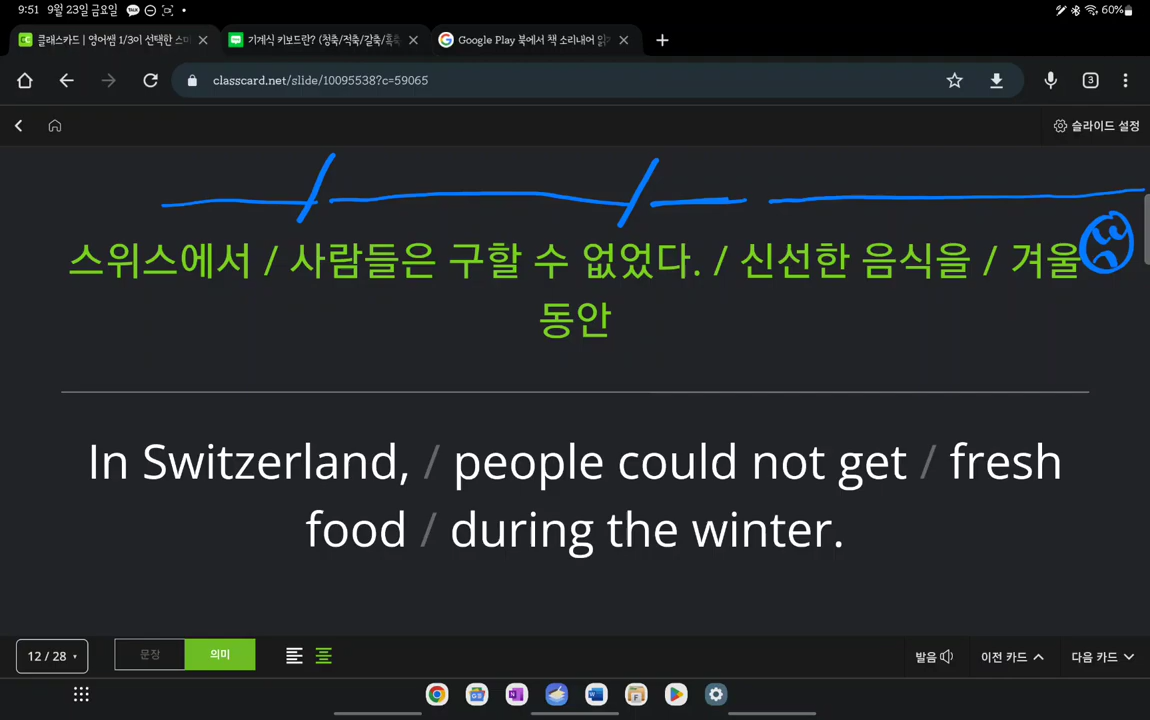 9:51 9월 23일 금요일
60%
클래스카드 | 영어쌤 1/3이 선택한 스마
기계식 키보드란? (청축/적축/갈축/흑축
Google Play 북에서 책 소리내어 읽기
classcard.net/slide/10095538?c=59065
3
슬라이드 설정
스위스에서 / 사람들은 구할 수 없었다. / 신선한 음식을 / 겨울
동안
In Switzerland, / people could not get / fresh
food / during the winter.
12 / 28
문장
의미
발음
이전 카드
다음 카드